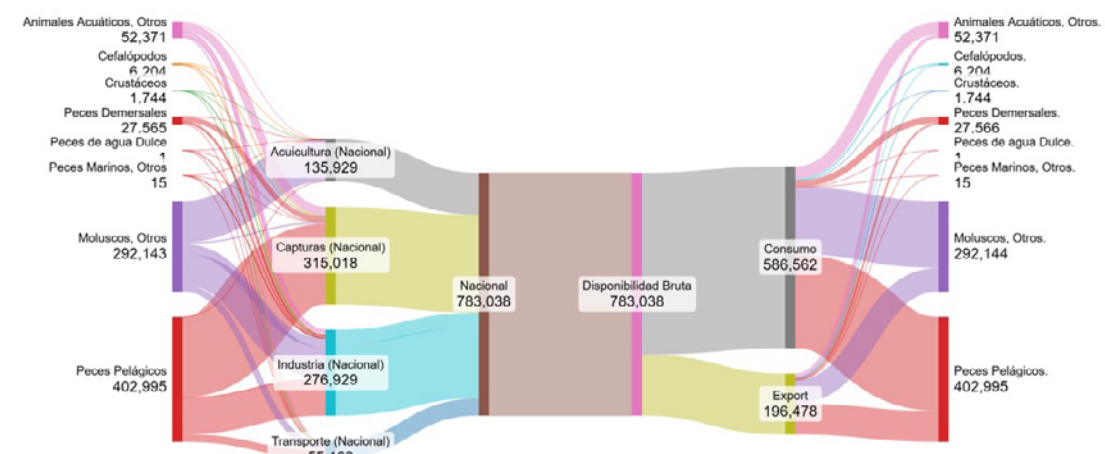 Animales Acuáticos, Otros
52,371
Cefalópodos
6,204
Crustáceos
1,744
Peces Demersales
27,565
Peces de agua Dulce
1
Peces Marinos, Otros
15
Moluscos, Otros
292,143
Peces Pelágicos
402,995
Acuicultura (Nacional)
135,929
Capturas (Nacional)
315,018
Industria (Nacional)
276,929
Transporte (Nacional)
Nacional
783,038
Disponibilidad Bruta
783,038
Consumo
586,562
Export
196,478
Animales Acuáticos, Otros.
52,371
Cefalópodos.
6,204
Crustáceos.
1,744
Peces Demersales.
27,566
Peces de agua Dulce.
1
Peces Marinos, Otros.
15
Moluscos, Otros.
292,144
Peces Pelágicos.
402,995